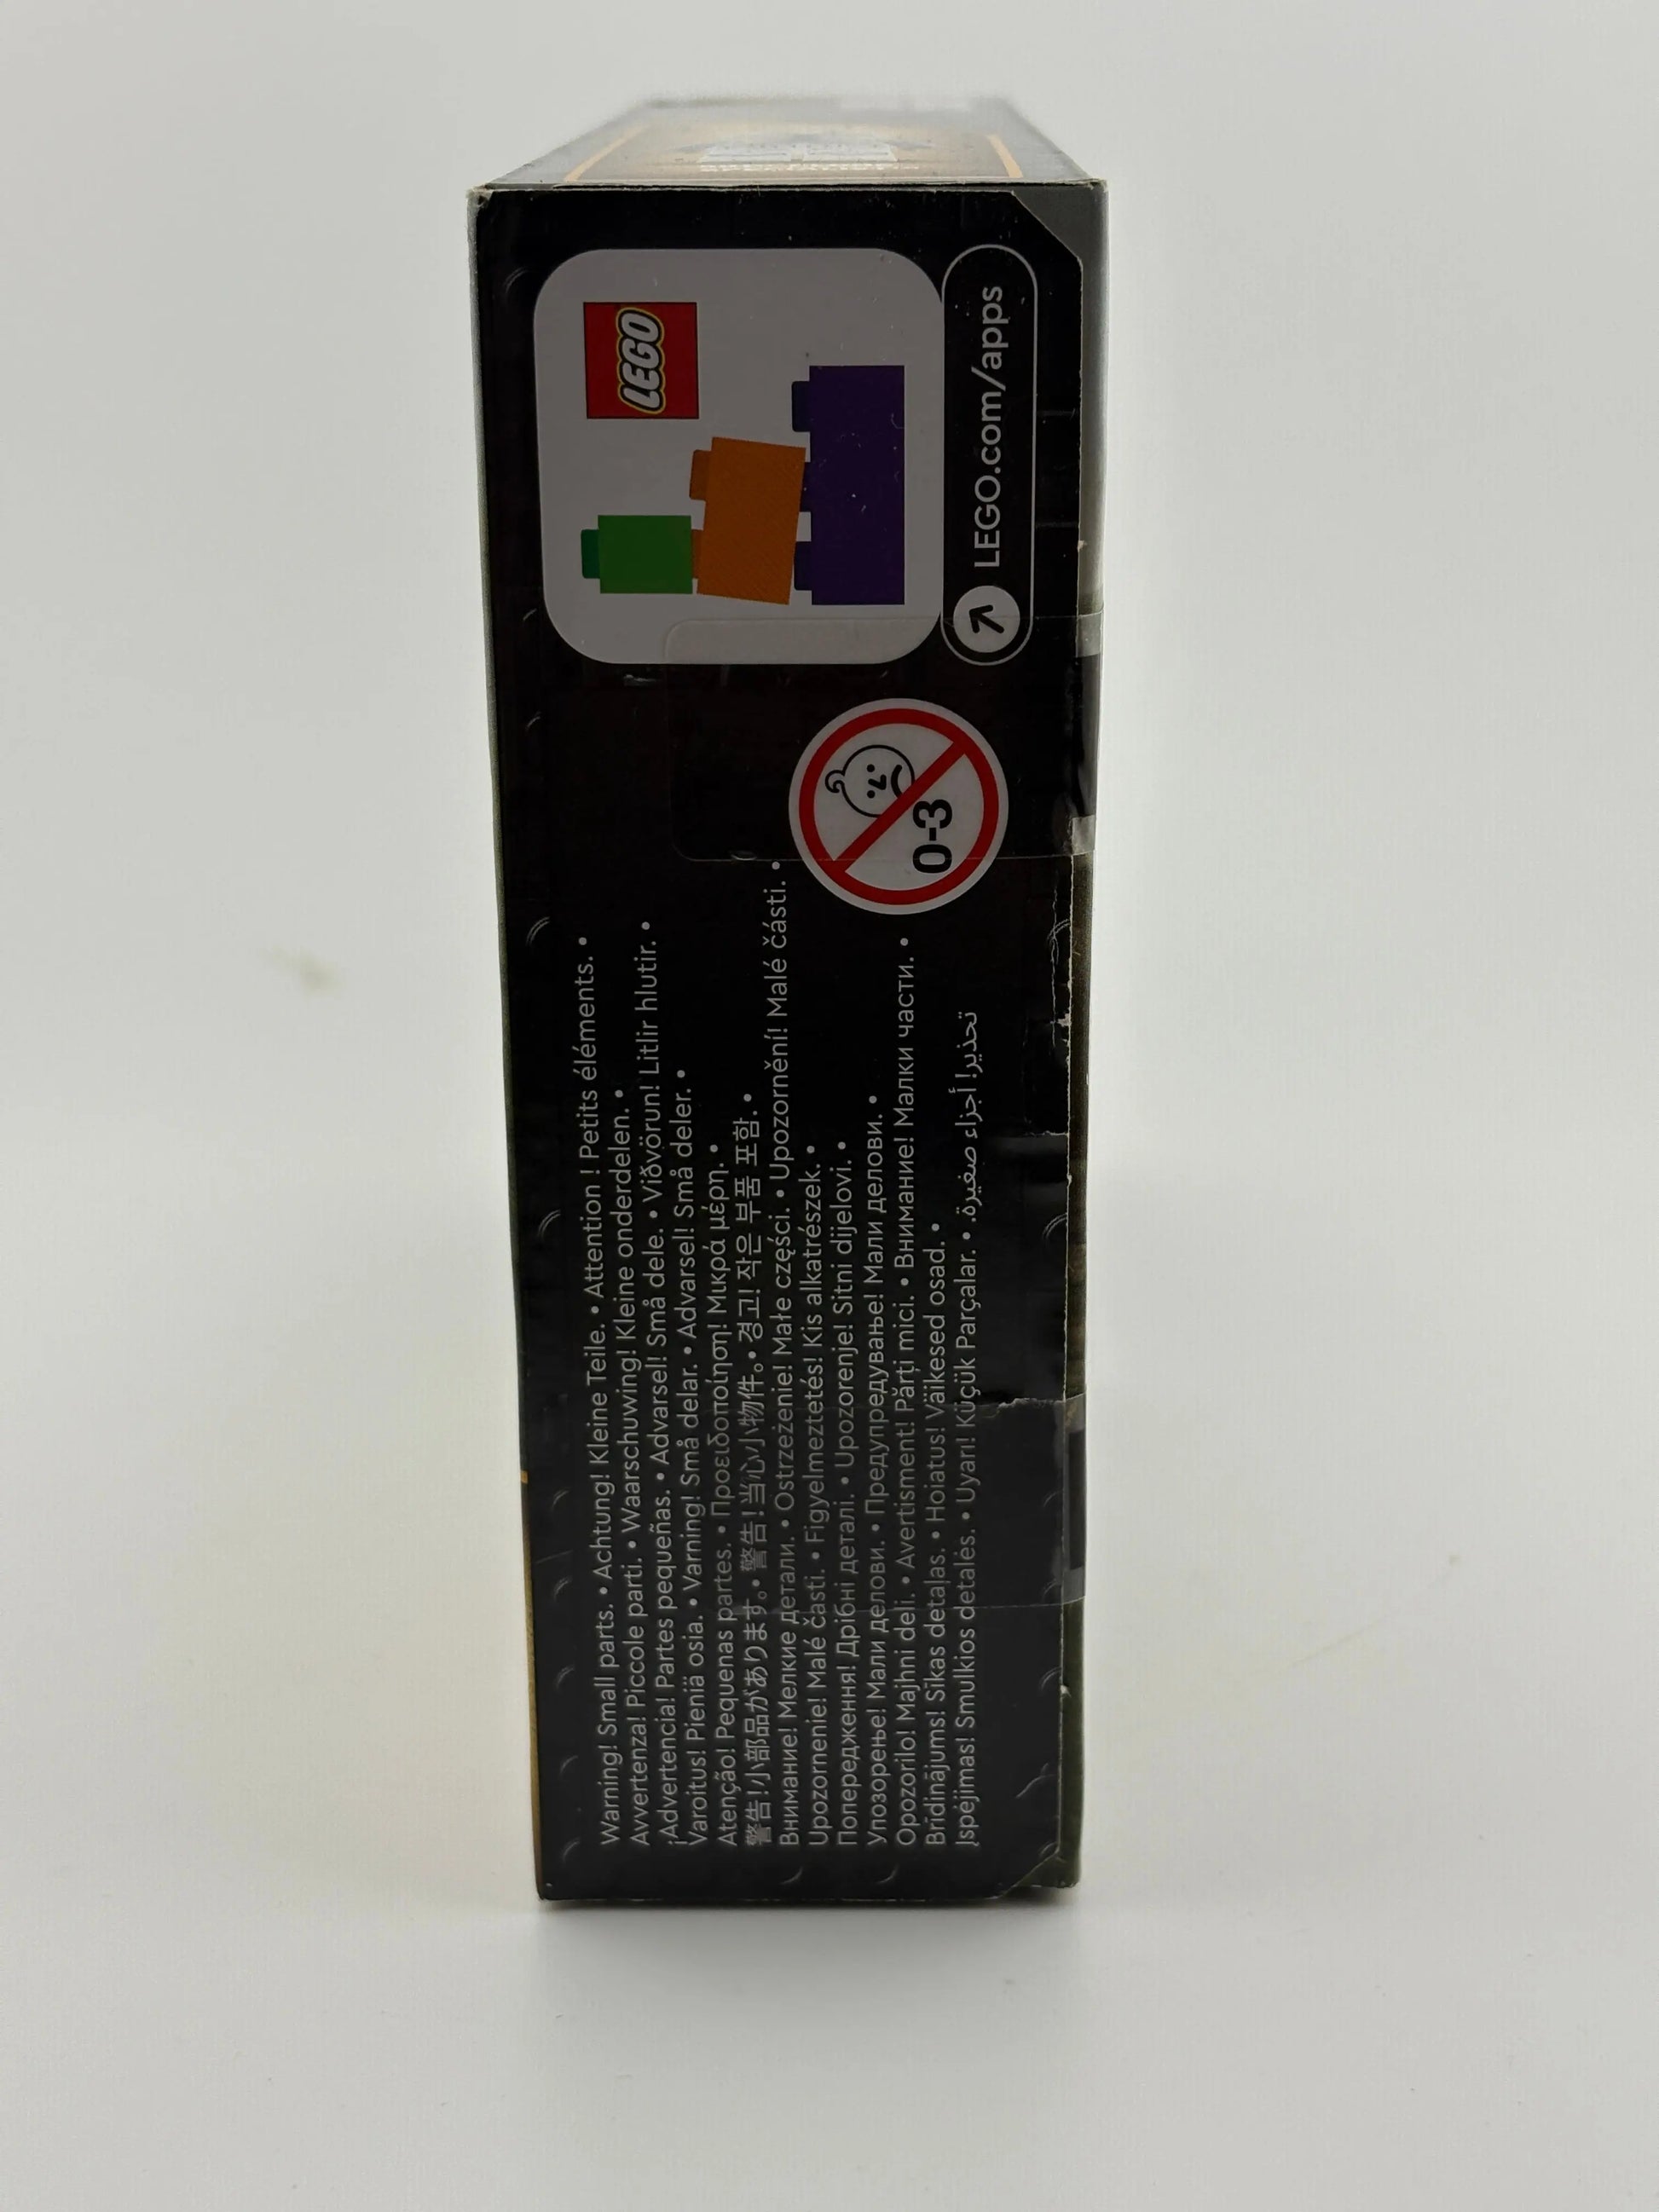 Warning! Small parts. • Achtung! Kleine Teile. • Attention ! Petits éléments. •
Avvertenza! Piccole parti. • Waarschuwing! Kleine onderdelen. •
¡Advertencia! Partes pequeñas. • Advarsel! Små dele. • Viðvörun! Litlir hlutir. •
Varoitus! Pieniä osia. • Varning! Små delar. • Advarsel! Små deler. •
Atenção! Pequenas partes. • Προειδοποίηση! Μικρά μέρη. •
警告!小部品があります。• 警告!当心小物件。• 경고! 작은 부품 포함. •
Внимание! Мелкие детали. • Ostrzeżenie! Małe części. • Upozornění! Malé části. •
Upozornenie! Malé časti. • Figyelmeztetés! Kis alkatrészek. •
Попередження! Дрібні деталі. • Upozorenje! Sitni dijelovi. •
Упозорење! Мали делови. • Предупредување! Мали делови. •
Opozorilo! Majhni deli. • Avertisment! Părți mici. • Внимание! Малки части. •
Brīdinājums! Sīkas detaļas. • Hoiatus! Väikesed osad. •
Įspėjimas! Smulkios detalės. • Uyarı! Küçük Parçalar. • تحذير! أجزاء صغيرة.
0-3
LEGO
LEGO.com/apps